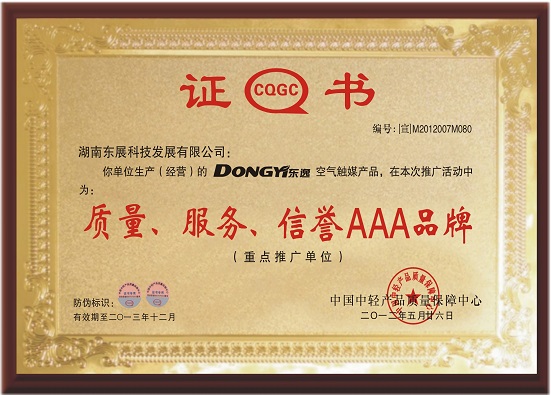 证 CQGC 书
编号:[宣]M2012007M080
湖南东展科技发展有限公司:
你单位生产(经营)的 DONGYI东逸 空气触媒产品,在本次推广活动中
为:
质量、服务、信誉AAA品牌
(重点推广单位)
防伪标识:
中国中轻产品质量保障中心
有效期至二〇一三年十二月
二〇一二年五月廿六日